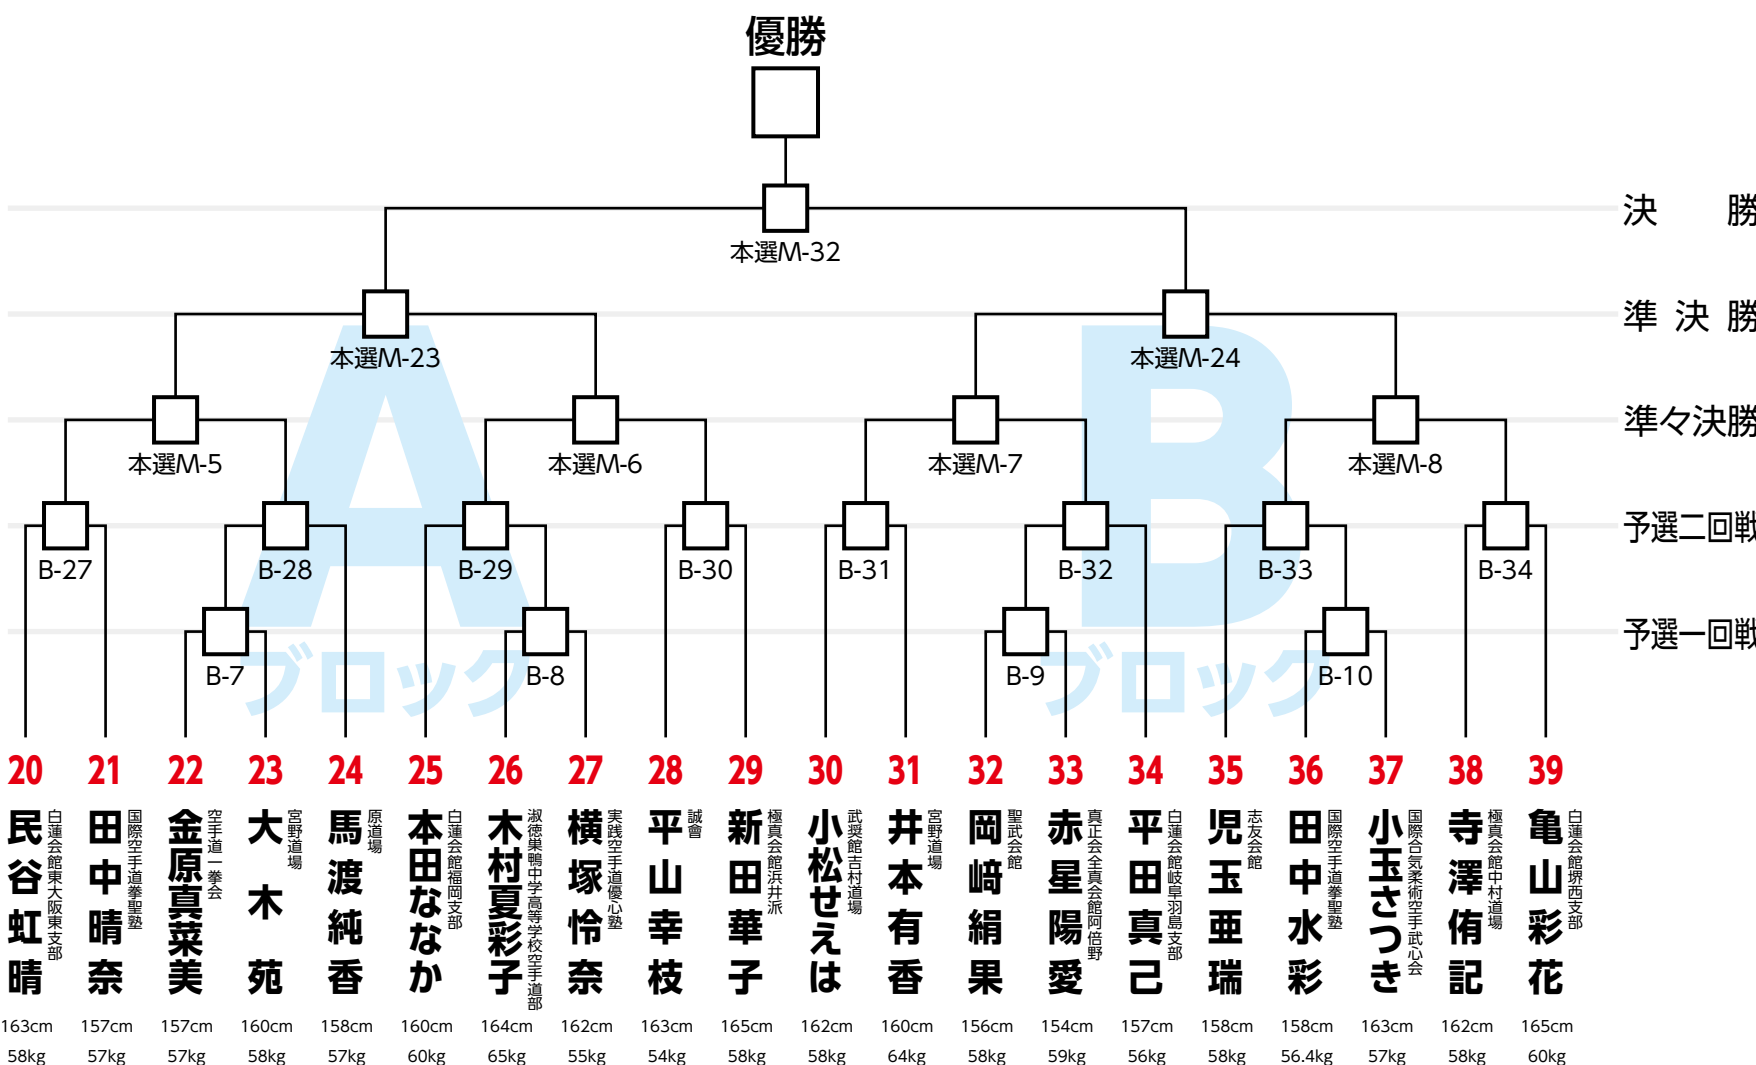 優勝
決勝
本選M-32
準決勝
本選M-23
本選M-24
準々決勝
本選M-5
本選M-6
本選M-7
本選M-8
予選二回戦
B-27
B-28
B-29
B-30
B-31
B-32
B-33
B-34
予選一回戦
B-7
B-8
B-9
B-10
A
ブロック
B
ブロック
20
民谷虹晴
白蓮会館東大阪東支部
163cm
58kg
21
田中晴奈
国際空手道拳聖塾
157cm
57kg
22
金原真菜美
空手道一拳会
157cm
57kg
23
大木苑
宮野道場
160cm
58kg
24
馬渡純香
原道場
158cm
57kg
25
本田ななか
白蓮会館福岡支部
160cm
60kg
26
木村夏彩子
淑徳巣鴨中学高等学校空手道部
164cm
65kg
27
横塚怜奈
実践空手道優心塾
162cm
55kg
28
平山幸枝
誠會
163cm
54kg
29
新田華子
極真会館浜井派
165cm
58kg
30
小松せえは
武奨館吉村道場
162cm
58kg
31
井本有香
宮野道場
160cm
64kg
32
岡﨑絹果
聖武会館
156cm
58kg
33
赤星陽愛
真正会全真会館阿倍野
154cm
59kg
34
平田真己
白蓮会館岐阜羽島支部
157cm
56kg
35
児玉亜瑞
志友会館
158cm
58kg
36
田中水彩
国際空手道拳聖塾
158cm
56.4kg
37
小玉さつき
国際合気柔術空手武心会
163cm
57kg
38
寺澤侑記
極真会館中村道場
162cm
58kg
39
亀山彩花
白蓮会館堺西支部
165cm
60kg